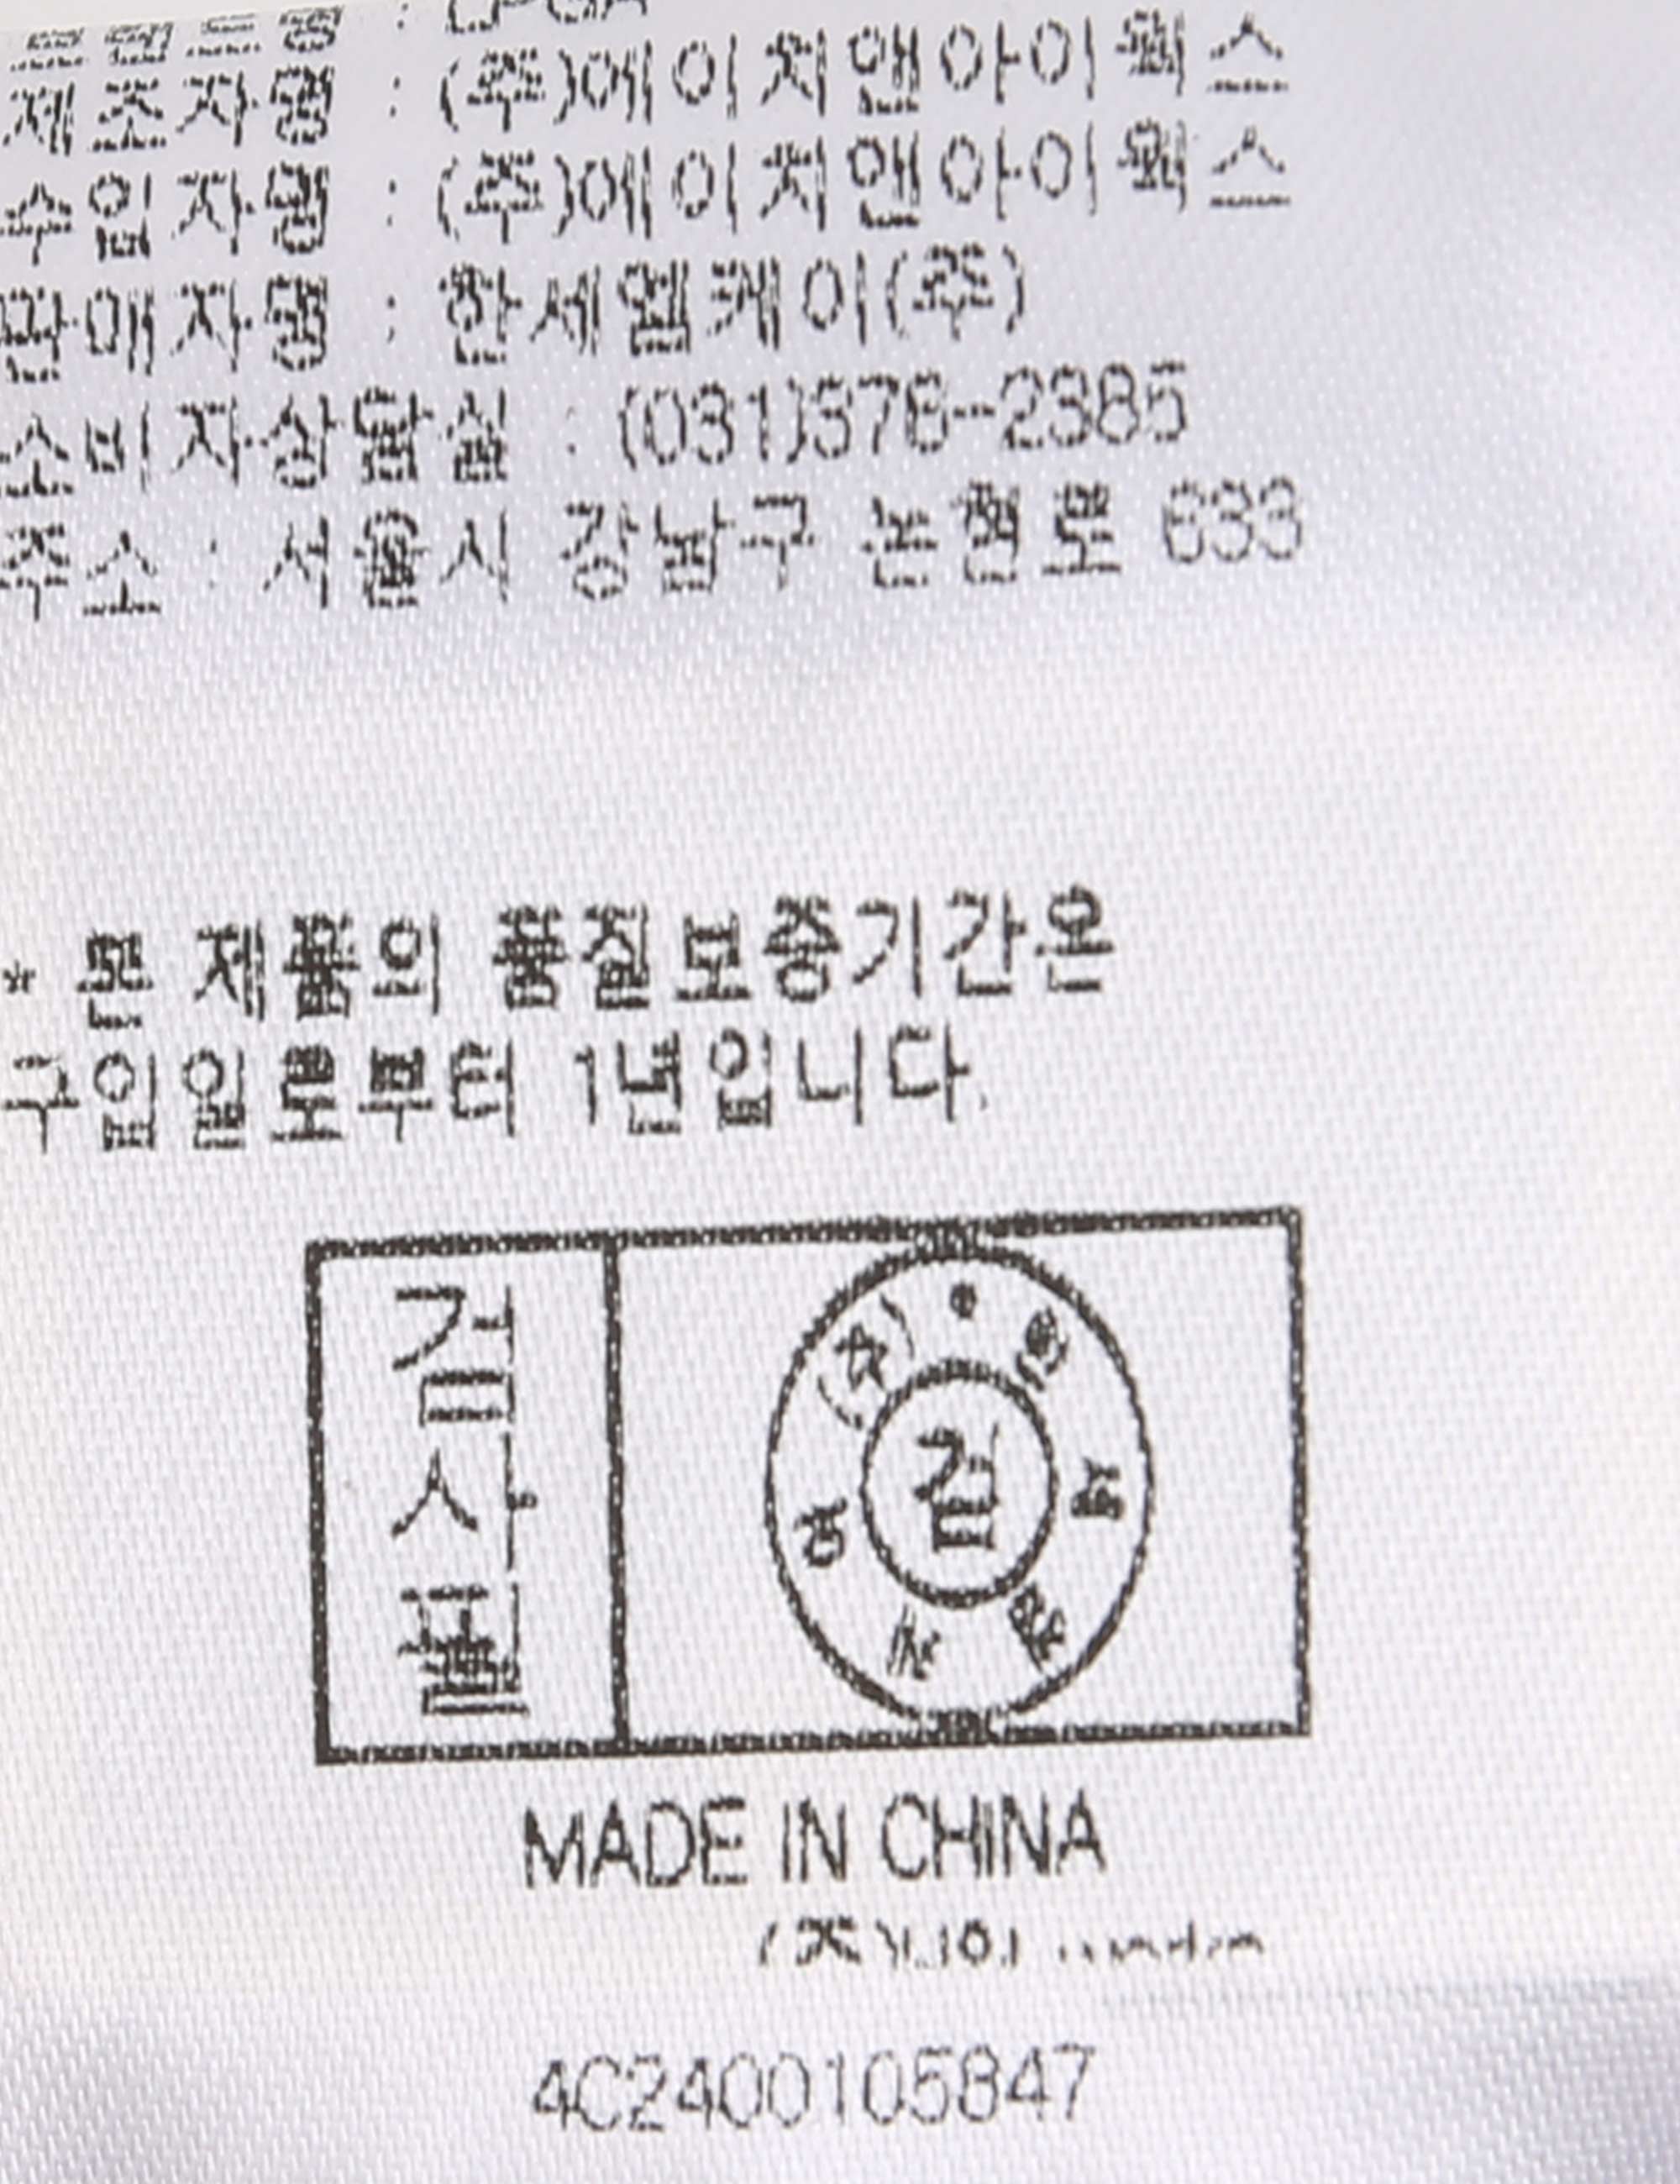 제조자명 : (주)에이치앤아이웍스
수입자명 : (주)에이치앤아이웍스
판매자명 : 한세엠케이(주)
소비자상담실 : (031)376-2385
주소 : 서울시 강남구 논현로 633
* 본 제품의 품질보증기간은
구입일로부터 1년입니다.
검사필
검
MADE IN CHINA
4C2400105847